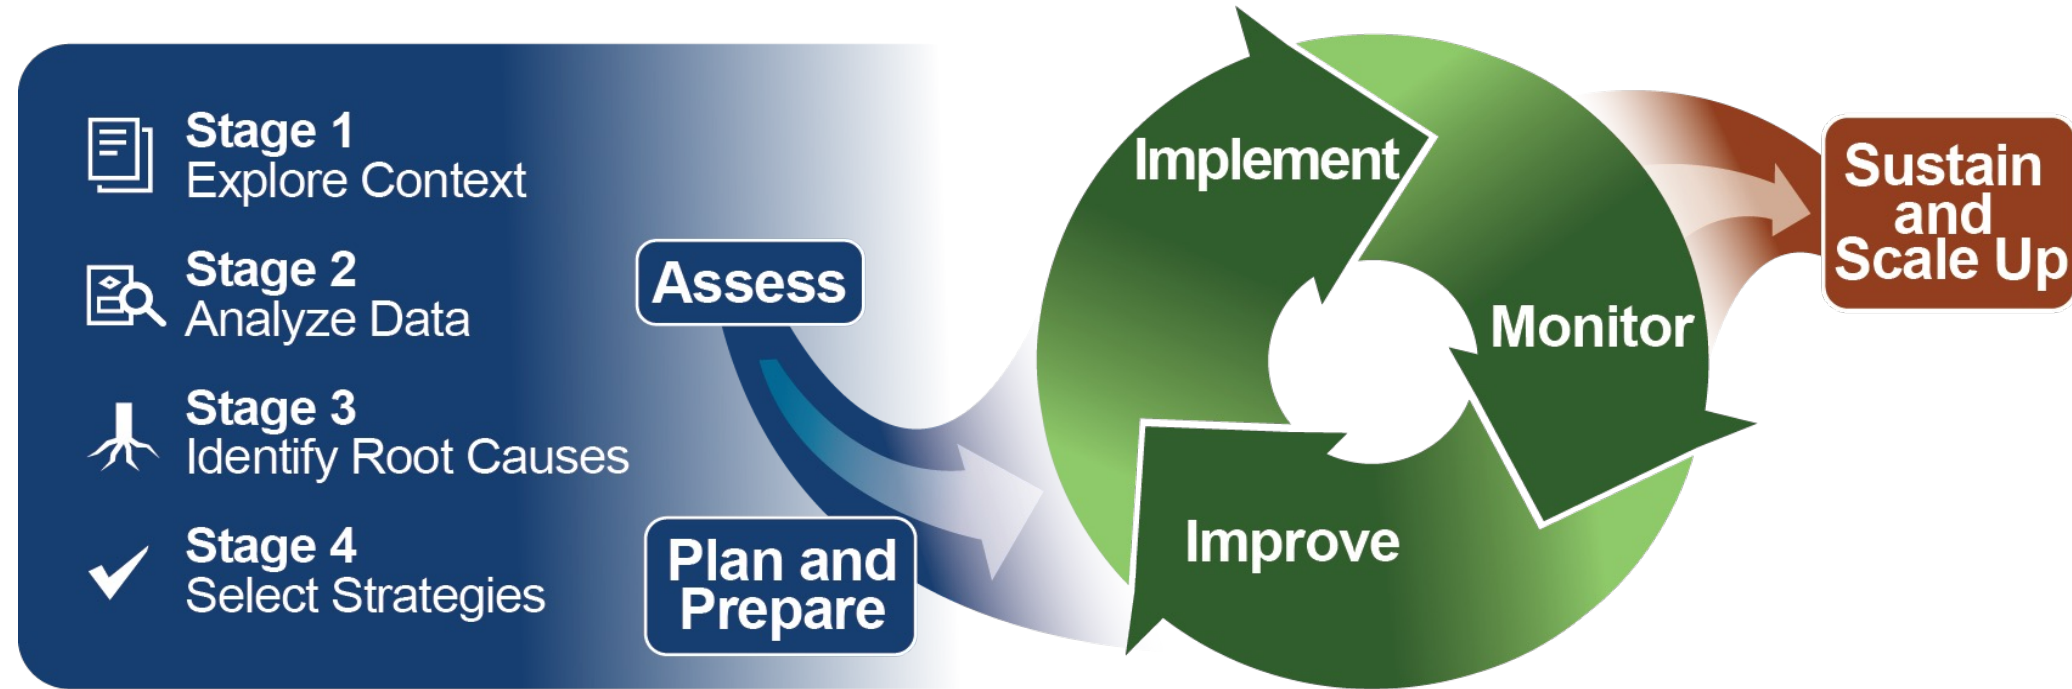 Stage 1
Explore Context
Stage 2
Analyze Data
Stage 3
Identify Root Causes
Stage 4
Select Strategies
Assess
Plan and
Prepare
Implement
Monitor
Improve
Sustain
and
Scale Up